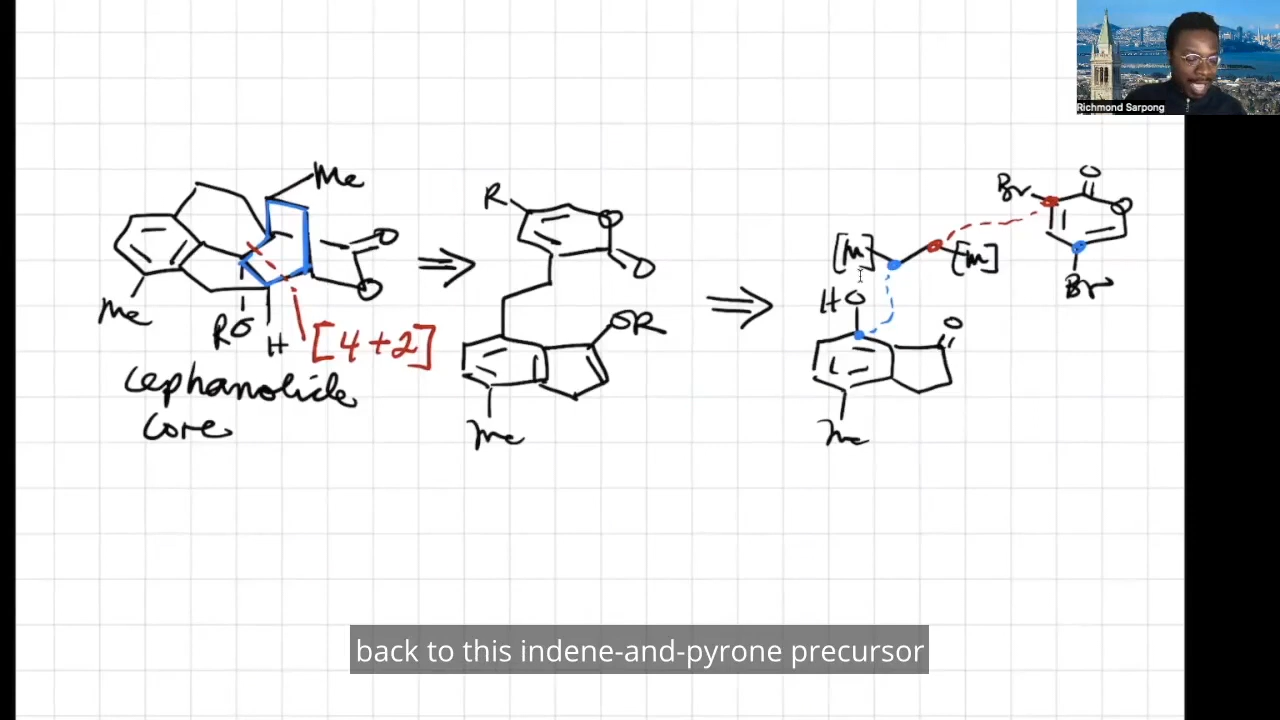 Richmond Sarpong
Me
O
O
Me
RO
H
[4+2]
cephanolide
core
R
O
O
OR
Me
[m]
[m]
HO
O
Me
Br
O
O
Br
back to this indene-and-pyrone precursor